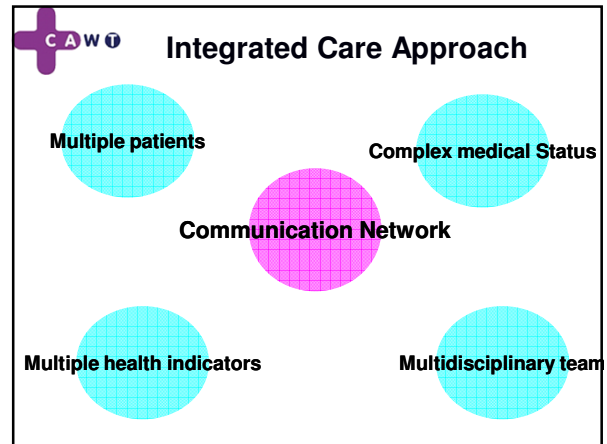 CAWT
Integrated Care Approach
Multiple patients
Complex medical Status
Communication Network
Multiple health indicators
Multidisciplinary team